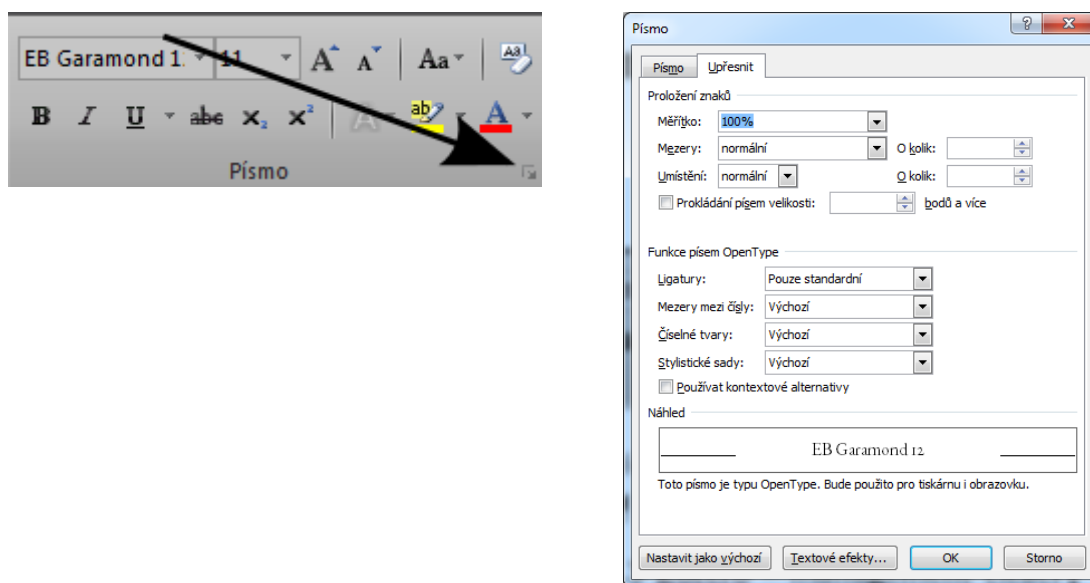 EB Garamond 1 11 A A Aa
B I U abc x₂ x² A ab A
Písmo
Písmo
Písmo Upřesnit
Proložení znaků
Měřítko: 100%
Mezery: normální O kolik:
Umístění: normální O kolik:
Prokládání písem velikosti: bodů a více
Funkce písem OpenType
Ligatury: Pouze standardní
Mezery mezi čísly: Výchozí
Číselné tvary: Výchozí
Stylistické sady: Výchozí
Používat kontextové alternativy
Náhled
EB Garamond 12
Toto písmo je typu OpenType. Bude použito pro tiskárnu i obrazovku.
Nastavit jako výchozí Textové efekty... OK Storno